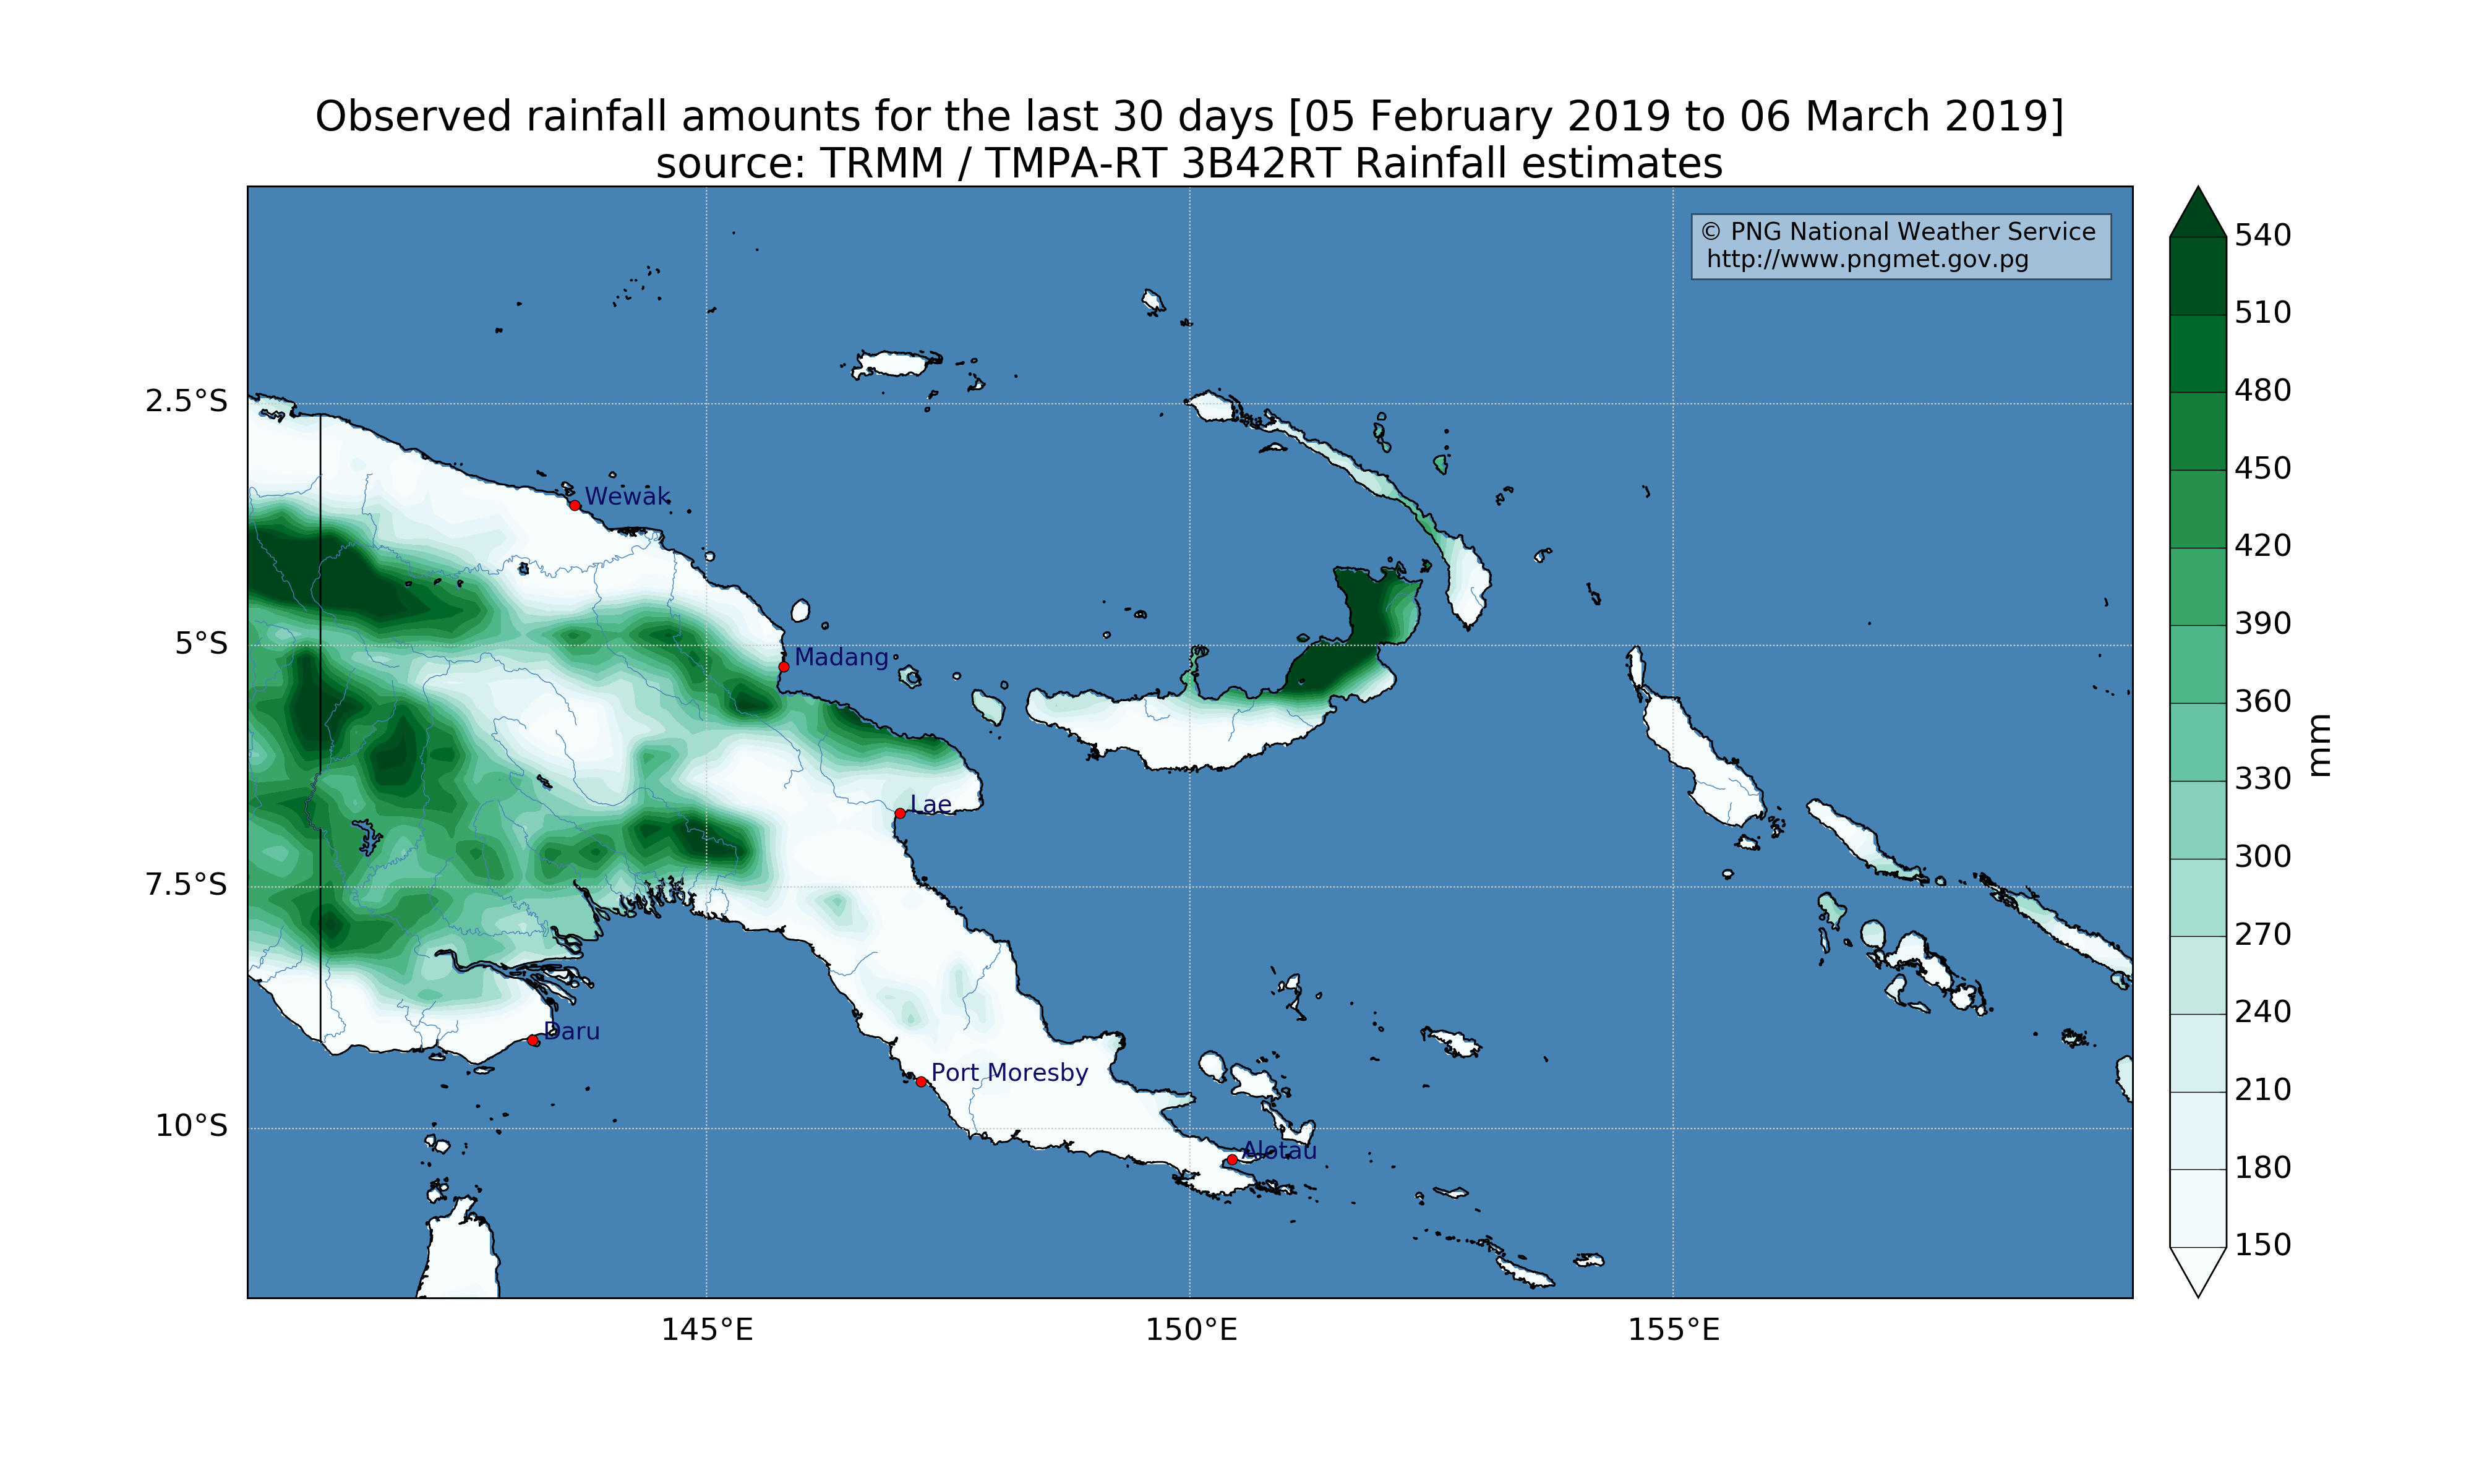 Observed rainfall amounts for the last 30 days [05 February 2019 to 06 March 2019]
source: TRMM / TMPA-RT 3B42RT Rainfall estimates
© PNG National Weather Service
http://www.pngmet.gov.pg
540
510
480
450
420
390
360
330
300
270
240
210
180
150
mm
2.5°S
5°S
7.5°S
10°S
Wewak
Madang
Lae
Daru
Port Moresby
Alotau
145°E
150°E
155°E